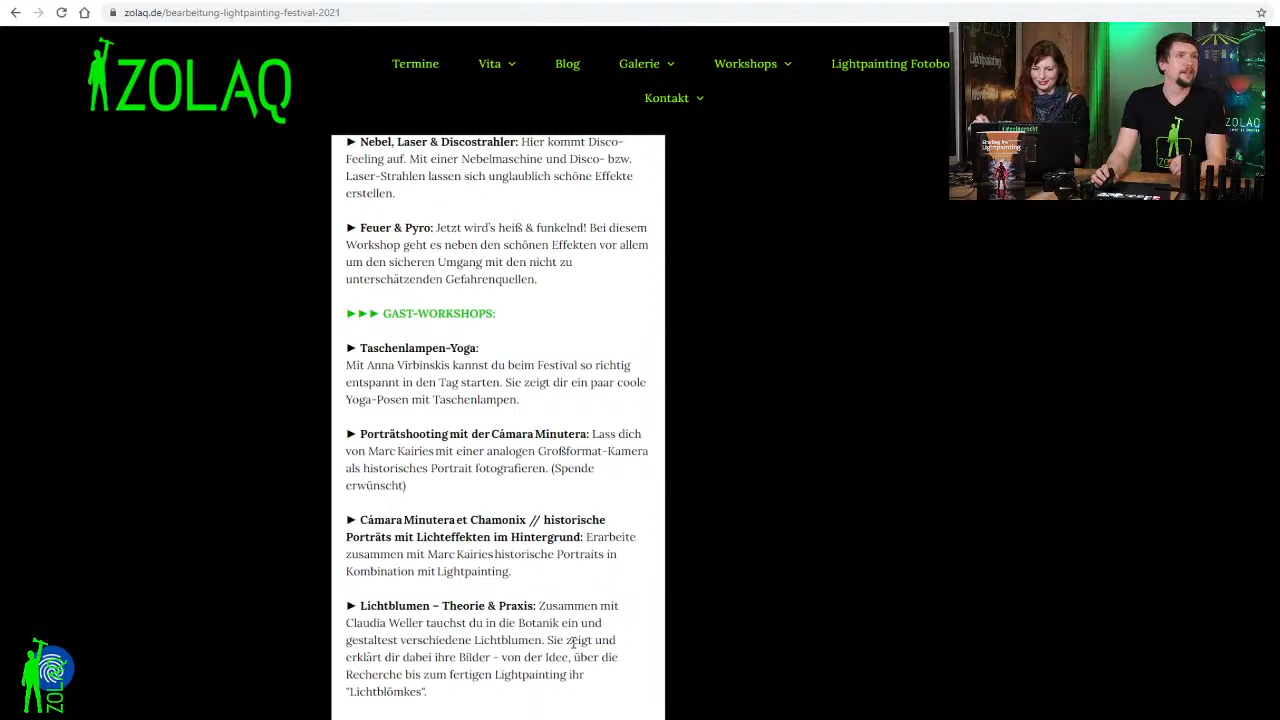 zolaq.de/bearbeitung-lightpainting-festival-2021
ZOLAQ
Termine
Vita
Blog
Galerie
Workshops
Lightpainting Fotobo
Kontakt
► Nebel, Laser & Discostrahler: Hier kommt Disco-
Feeling auf. Mit einer Nebelmaschine und Disco- bzw.
Laser-Strahlen lassen sich unglaublich schöne Effekte
erstellen.
► Feuer & Pyro: Jetzt wird's heiß & funkelnd! Bei diesem
Workshop geht es neben den schönen Effekten vor allem
um den sicheren Umgang mit den nicht zu
unterschätzenden Gefahrenquellen.
►►► GAST-WORKSHOPS:
► Taschenlampen-Yoga:
Mit Anna Virbinskis kannst du beim Festival so richtig
entspannt in den Tag starten. Sie zeigt dir ein paar coole
Yoga-Posen mit Taschenlampen.
► Porträtshooting mit der Cámara Minutera: Lass dich
von Marc Kairies mit einer analogen Großformat-Kamera
als historisches Portrait fotografieren. (Spende
erwünscht)
► Cámara Minutera et Chamonix // historische
Porträts mit Lichteffekten im Hintergrund: Erarbeite
zusammen mit Marc Kairies historische Portraits in
Kombination mit Lightpainting.
► Lichtblumen – Theorie & Praxis: Zusammen mit
Claudia Weller tauchst du in die Botanik ein und
gestaltest verschiedene Lichtblumen. Sie zeigt und
erklärt dir dabei ihre Bilder - von der Idee, über die
Recherche bis zum fertigen Lightpainting ihr
"Lichtblömkes".
ZOLAQ
Lightpainting
ZOLAQ